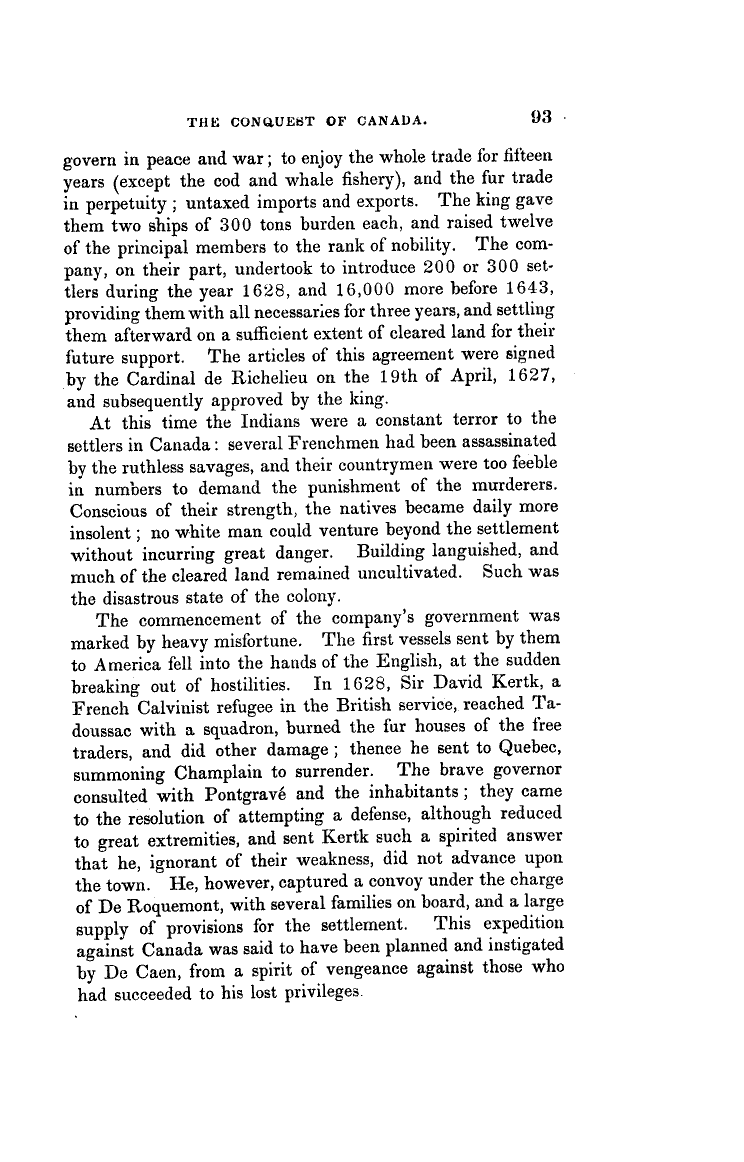 THE CONQUEST OF CANADA. 93
govern in peace and war; to enjoy the whole trade for fifteen
years (except the cod and whale fishery), and the fur trade
in perpetuity; untaxed imports and exports. The king gave
them two ships of 300 tons burden each, and raised twelve
of the principal members to the rank of nobility. The com-
pany, on their part, undertook to introduce 200 or 300 set-
tlers during the year 1628, and 16,000 more before 1643,
providing them with all necessaries for three years, and settling
them afterward on a sufficient extent of cleared land for their
future support. The articles of this agreement were signed
by the Cardinal de Richelieu on the 19th of April, 1627,
and subsequently approved by the king.
At this time the Indians were a constant terror to the
settlers in Canada: several Frenchmen had been assassinated
by the ruthless savages, and their countrymen were too feeble
in numbers to demand the punishment of the murderers.
Conscious of their strength, the natives became daily more
insolent; no white man could venture beyond the settlement
without incurring great danger. Building languished, and
much of the cleared land remained uncultivated. Such was
the disastrous state of the colony.
The commencement of the company's government was
marked by heavy misfortune. The first vessels sent by them
to America fell into the hands of the English, at the sudden
breaking out of hostilities. In 1628, Sir David Kertk, a
French Calvinist refugee in the British service, reached Ta-
doussac with a squadron, burned the fur houses of the free
traders, and did other damage; thence he sent to Quebec,
summoning Champlain to surrender. The brave governor
consulted with Pontgravé and the inhabitants; they came
to the resolution of attempting a defense, although reduced
to great extremities, and sent Kertk such a spirited answer
that he, ignorant of their weakness, did not advance upon
the town. He, however, captured a convoy under the charge
of De Roquemont, with several families on board, and a large
supply of provisions for the settlement. This expedition
against Canada was said to have been planned and instigated
by De Caen, from a spirit of vengeance against those who
had succeeded to his lost privileges.